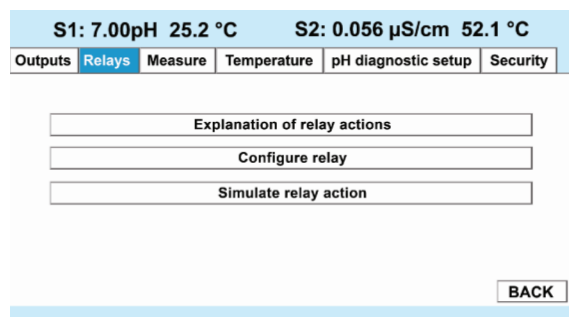 S1: 7.00pH 25.2 °C S2: 0.056 µS/cm 52.1 °C
Outputs Relays Measure Temperature pH diagnostic setup Security
Explanation of relay actions
Configure relay
Simulate relay action
BACK